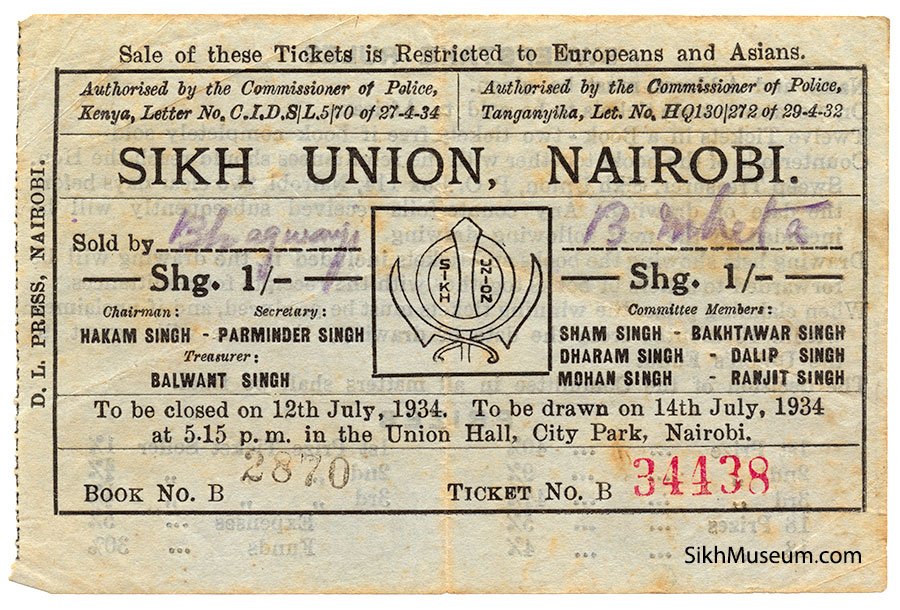 Sale of these Tickets is Restricted to Europeans and Asians.
Authorised by the Commissioner of Police,
Kenya, Letter No. C.I.D,S/L.5/70 of 27-4-34
Authorised by the Commissioner of Police,
Tanganyiha, Let. No. HQ130/272 of 29-4-32
SIKH UNION, NAIROBI.
Sold by
Shg. 1/-
SIKH UNION
Shg. 1/-
Chairman: Secretary:
HAKAM SINGH - PARMINDER SINGH
Treasurer:
BALWANT SINGH
Committee Members:
SHAM SINGH - BAKHTAWAR SINGH
DHARAM SINGH - DALIP SINGH
MOHAN SINGH - RANJIT SINGH
To be closed on 12th July, 1934. To be drawn on 14th July, 1934
at 5·15 p.m. in the Union Hall, City Park, Nairobi.
BOOK No. B 2870
TICKET No. B 34438
D. L. PRESS, NAIROBI.
SikhMuseum.com